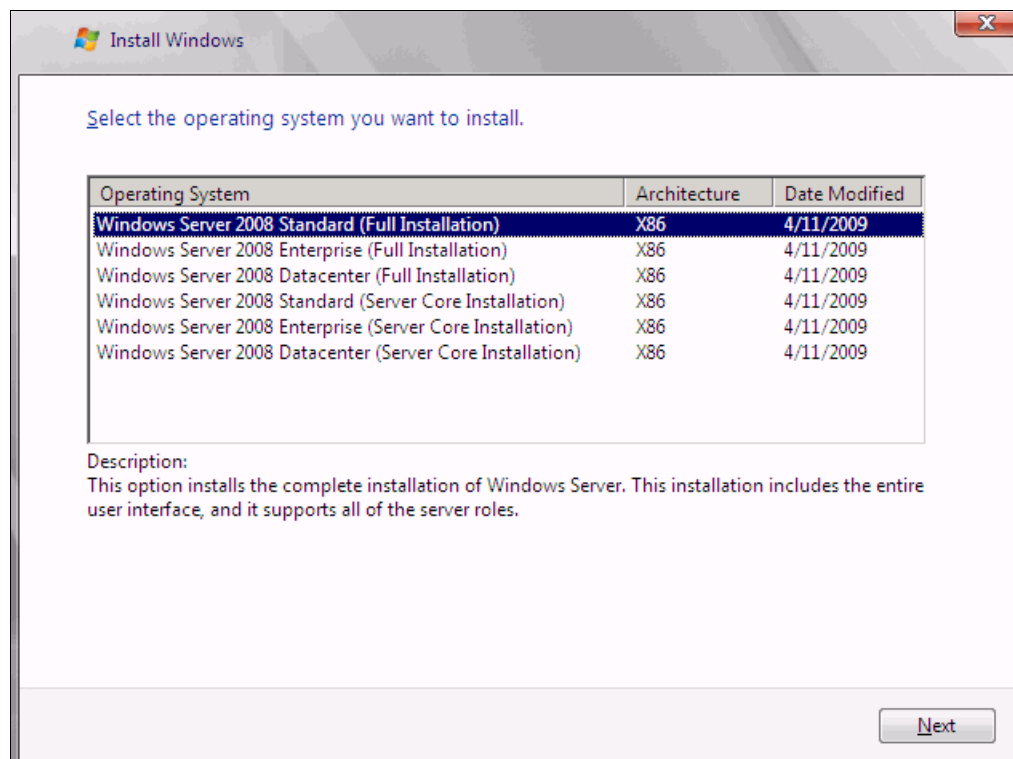 Install Windows
Select the operating system you want to install.
Operating System Architecture Date Modified
Windows Server 2008 Standard (Full Installation) X86 4/11/2009
Windows Server 2008 Enterprise (Full Installation) X86 4/11/2009
Windows Server 2008 Datacenter (Full Installation) X86 4/11/2009
Windows Server 2008 Standard (Server Core Installation) X86 4/11/2009
Windows Server 2008 Enterprise (Server Core Installation) X86 4/11/2009
Windows Server 2008 Datacenter (Server Core Installation) X86 4/11/2009
Description:
This option installs the complete installation of Windows Server. This installation includes the entire
user interface, and it supports all of the server roles.
Next